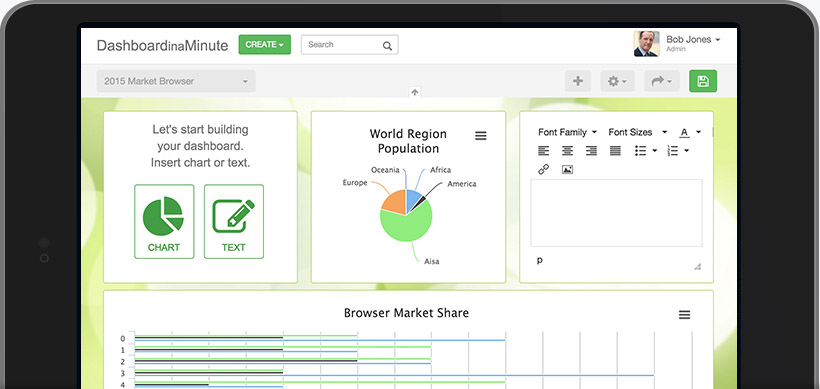 DashboardinaMinute
CREATE
Search
Bob Jones
Admin
2015 Market Browser
Let's start building
your dashboard.
Insert chart or text.
CHART
TEXT
World Region
Population
Oceania
Africa
Europe
America
Aisa
Font Family
Font Sizes
A
p
Browser Market Share
0
1
2
3
4